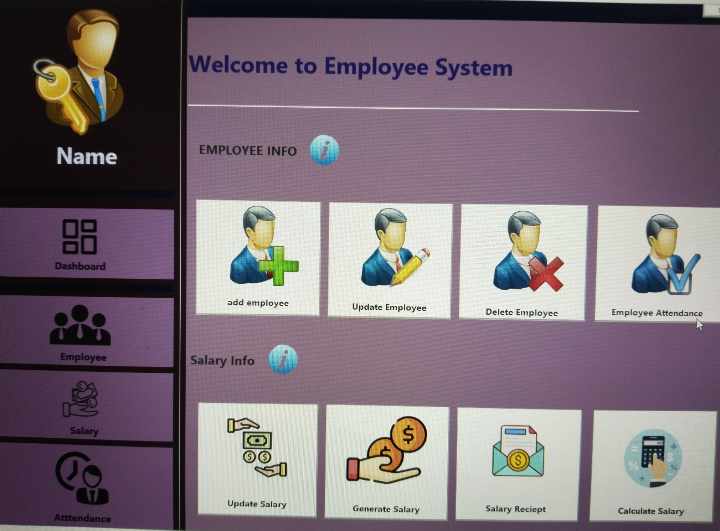 Name
Dashboard
Employee
Salary
Atttendance
Welcome to Employee System
EMPLOYEE INFO
add employee
Update Employee
Delete Employee
Employee Attendance
Salary Info
Update Salary
Generate Salary
Salary Reciept
Calculate Salary